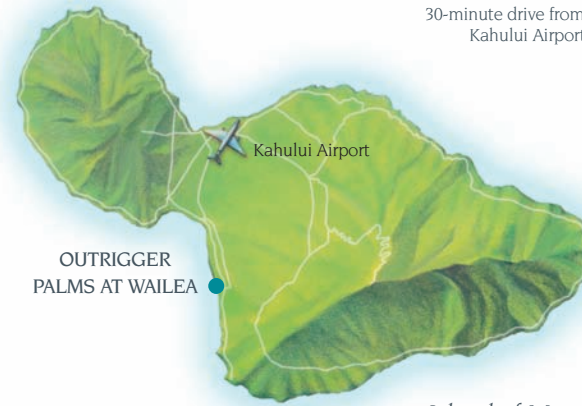 30-minute drive from
Kahului Airport
Kahului Airport
OUTRIGGER
PALMS AT WAILEA